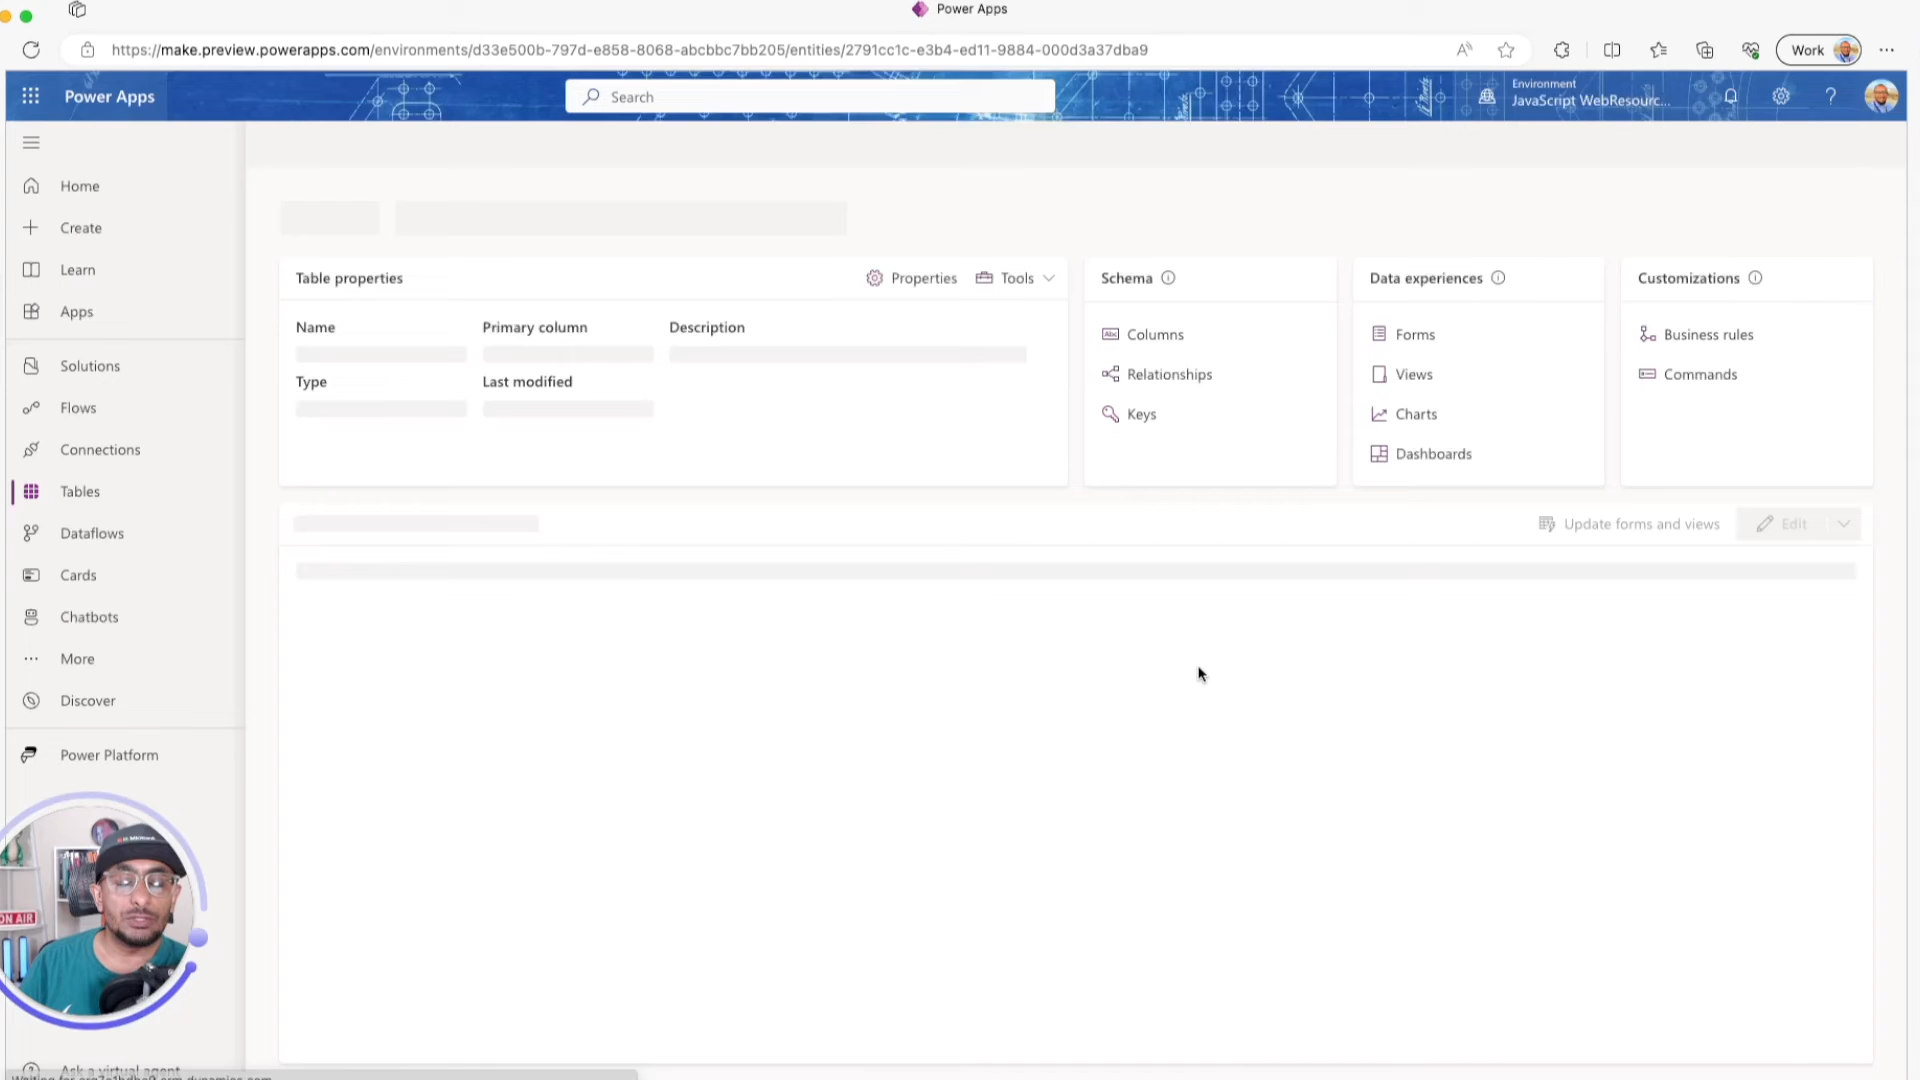 Power Apps
https://make.preview.powerapps.com/environments/d33e500b-797d-e858-8068-abcbbc7bb205/entities/2791cc1c-e3b4-ed11-9884-000d3a37dba9
Work
Power Apps
Search
Environment
JavaScript WebResourc...
Home
Create
Learn
Apps
Solutions
Flows
Connections
Tables
Dataflows
Cards
Chatbots
More
Discover
Power Platform
Ask a virtual agent
Table properties
Properties
Tools
Name
Primary column
Description
Type
Last modified
Schema
Columns
Relationships
Keys
Data experiences
Forms
Views
Charts
Dashboards
Customizations
Business rules
Commands
Update forms and views
Edit
ON AIR